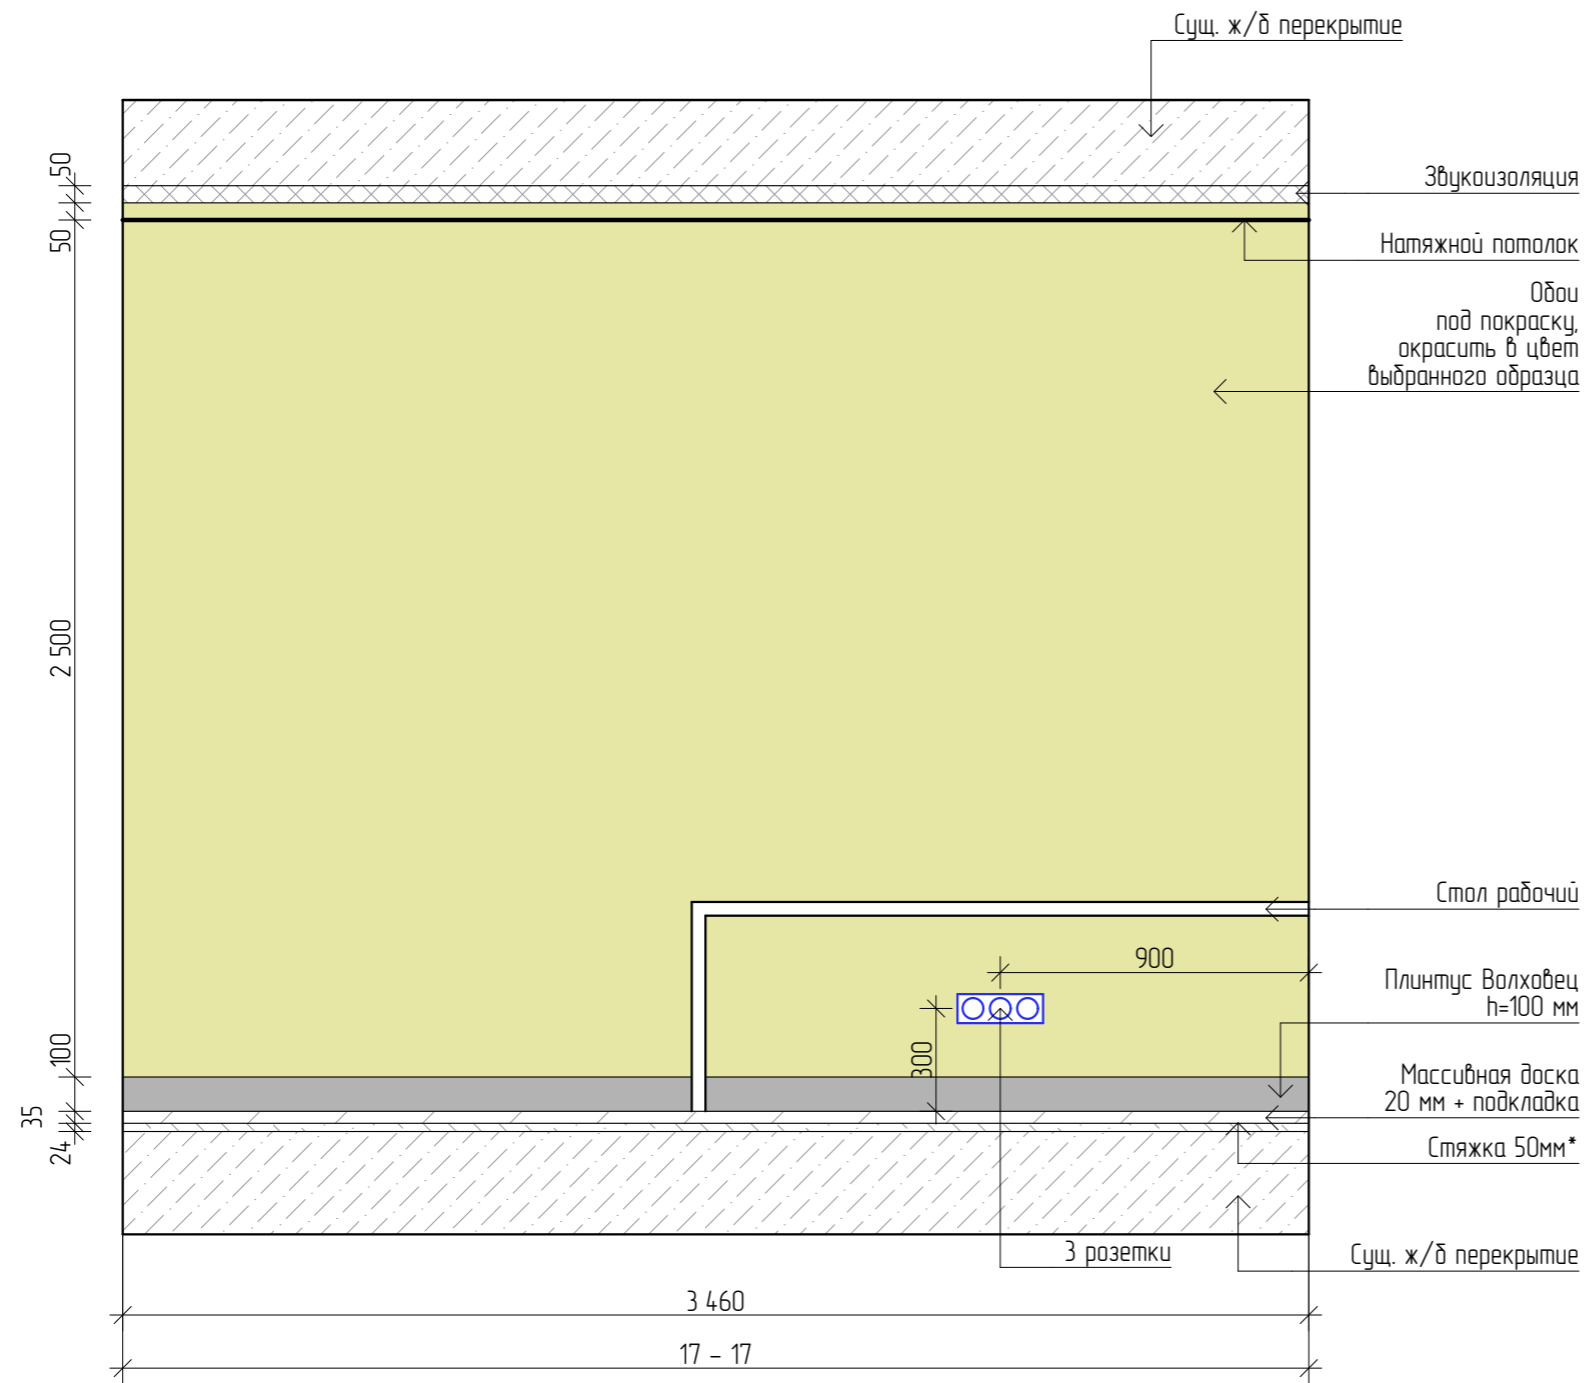 Сущ. ж/б перекрытие
50
Звукоизоляция
50
Натяжной потолок
Обои
под покраску,
окрасить в цвет
выбранного образца
2 500
Стол рабочий
900
Плинтус Волховец
h=100 мм
300
100
Массивная доска
20 мм + подкладка
35
24
Стяжка 50мм*
3 розетки
Сущ. ж/б перекрытие
3 460
17 – 17